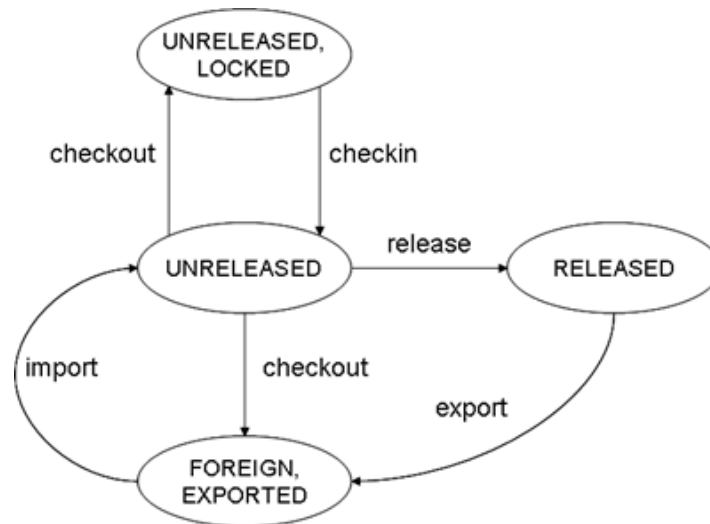 UNRELEASED,
LOCKED
checkout
checkin
release
UNRELEASED
RELEASED
import
checkout
export
FOREIGN,
EXPORTED